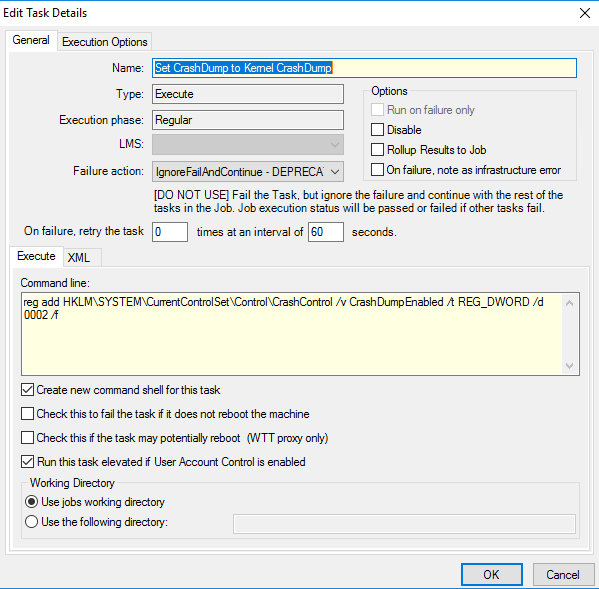 Edit Task Details
General
Execution Options
Name: Set CrashDump to Kernel CrashDump
Type: Execute
Options
Run on failure only
Execution phase: Regular
Disable
LMS:
Rollup Results to Job
Failure action: IgnoreFailAndContinue - DEPRECAT
On failure, note as infrastructure error
[DO NOT USE] Fail the Task, but ignore the failure and continue with the rest of the
tasks in the Job. Job execution status will be passed or failed if other tasks fail.
On failure, retry the task 0 times at an interval of 60 seconds.
Execute
XML
Command line:
reg add HKLM\SYSTEM\CurrentControlSet\Control\CrashControl /v CrashDumpEnabled /t REG_DWORD /d
0002 /f
Create new command shell for this task
Check this to fail the task if it does not reboot the machine
Check this if the task may potentially reboot (WTT proxy only)
Run this task elevated if User Account Control is enabled
Working Directory
Use jobs working directory
Use the following directory:
OK
Cancel